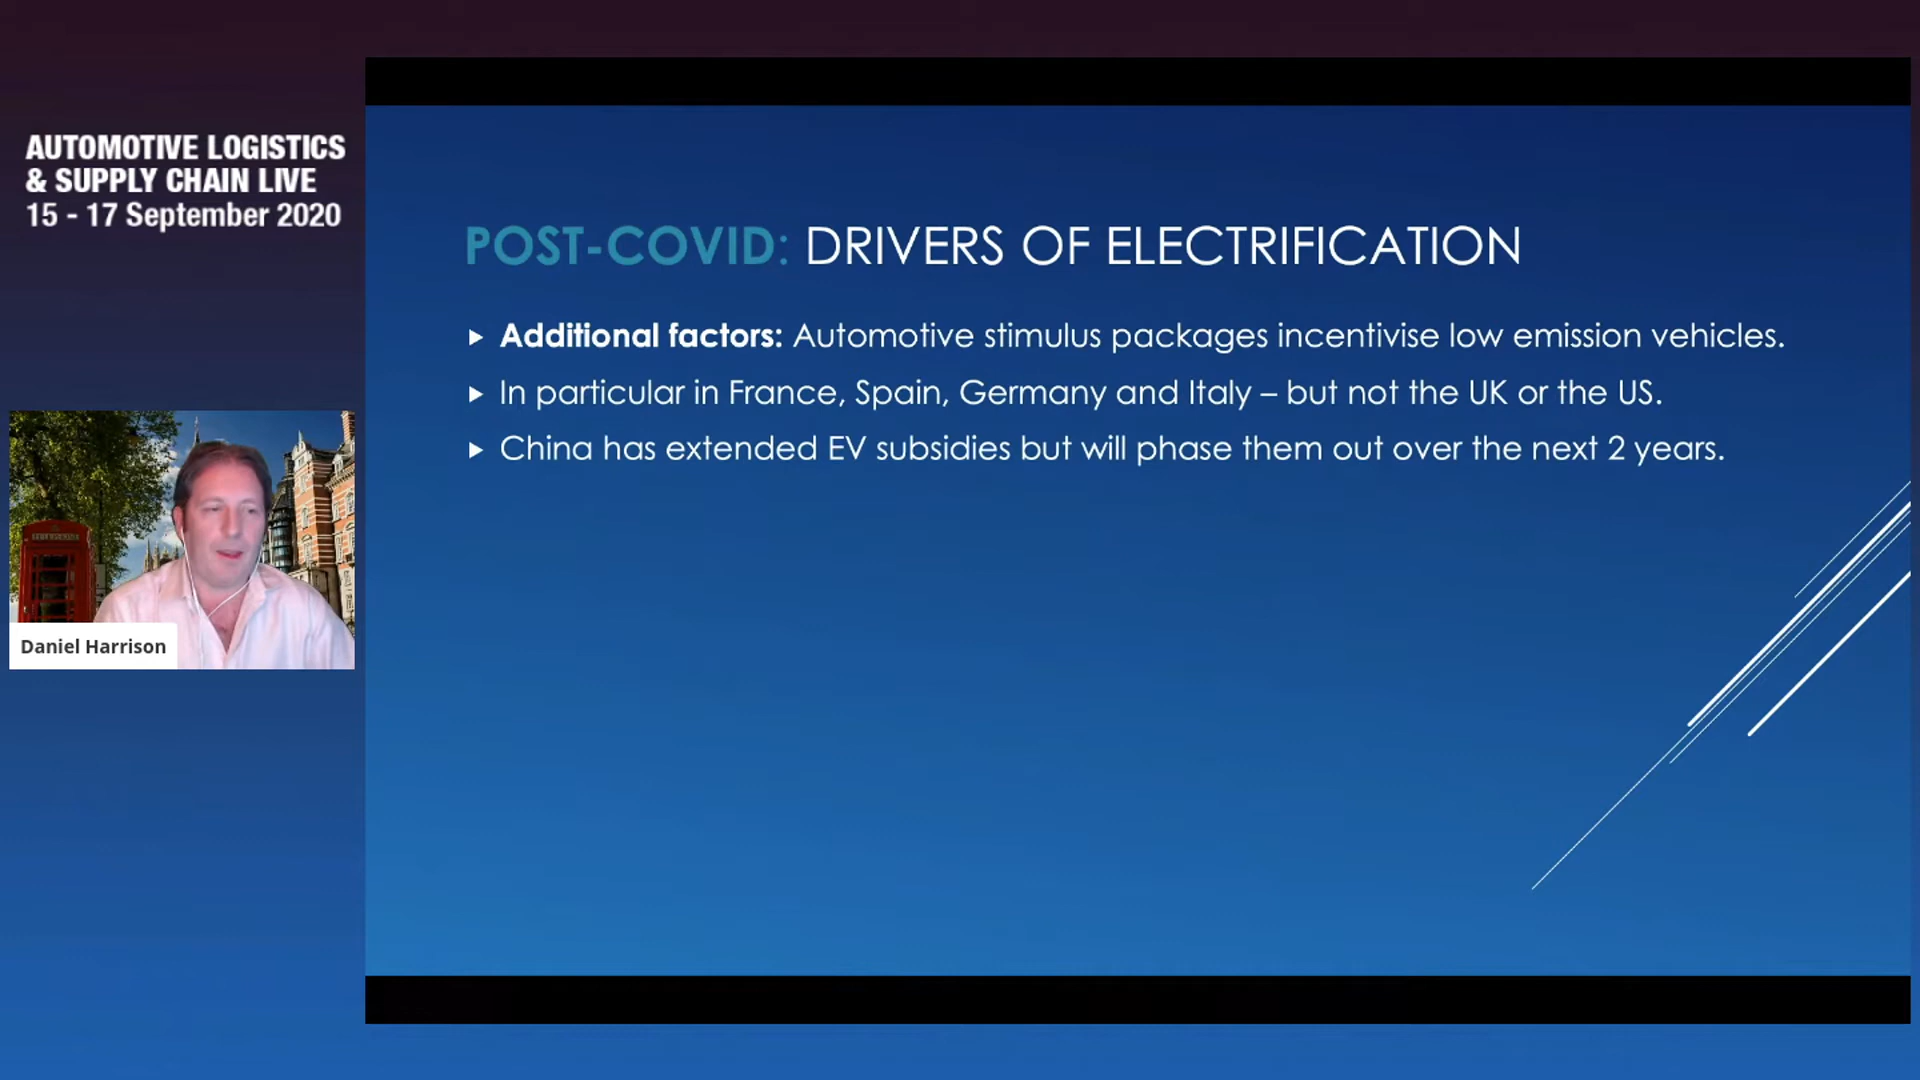 AUTOMOTIVE LOGISTICS
& SUPPLY CHAIN LIVE
15 - 17 September 2020
POST-COVID: DRIVERS OF ELECTRIFICATION
Additional factors: Automotive stimulus packages incentivise low emission vehicles.
In particular in France, Spain, Germany and Italy – but not the UK or the US.
China has extended EV subsidies but will phase them out over the next 2 years.
TELEPHONE
Daniel Harrison